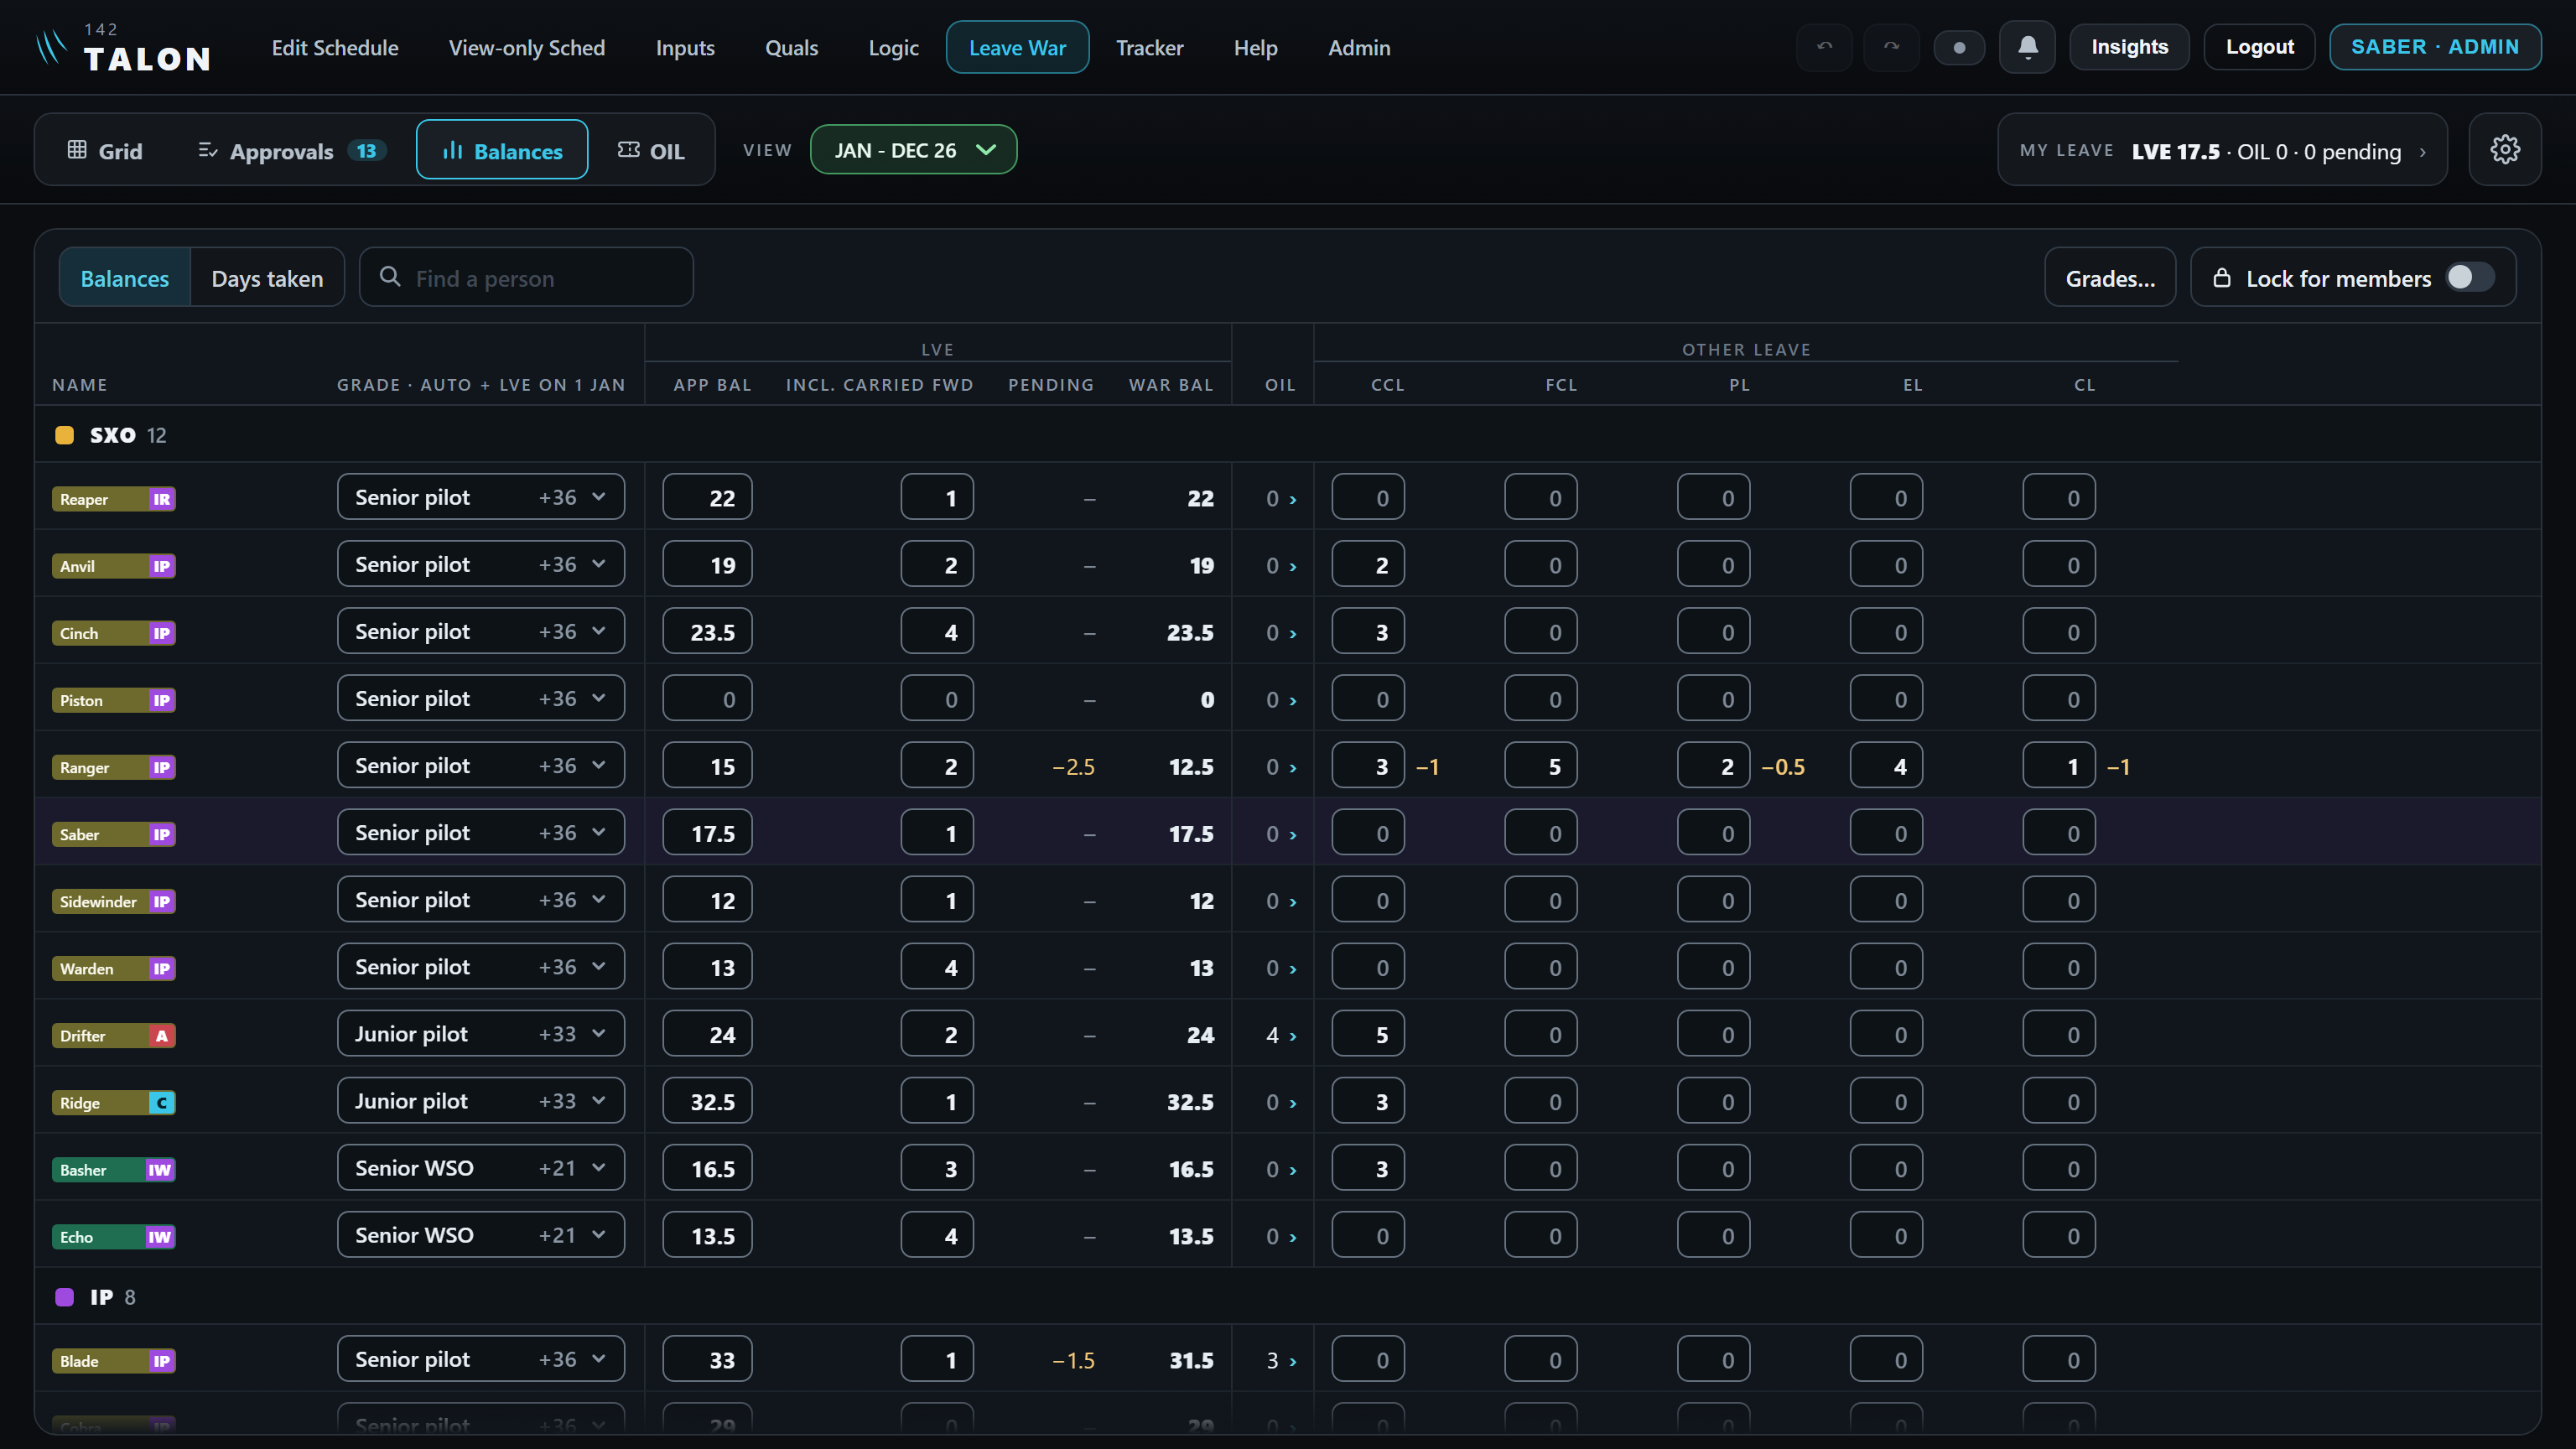 142
TALON
Edit Schedule View-only Sched Inputs Quals Logic Leave War Tracker Help Admin
Insights Logout SABER · ADMIN
Grid Approvals 13 Balances OIL VIEW JAN - DEC 26
MY LEAVE LVE 17.5 · OIL 0 · 0 pending ›
Balances Days taken Find a person
Grades... Lock for members
LVE OTHER LEAVE
NAME GRADE · AUTO + LVE ON 1 JAN APP BAL INCL. CARRIED FWD PENDING WAR BAL OIL CCL FCL PL EL CL
SXO 12
Reaper IR Senior pilot +36 22 1 – 22 0 › 0 0 0 0 0
Anvil IP Senior pilot +36 19 2 – 19 0 › 2 0 0 0 0
Cinch IP Senior pilot +36 23.5 4 – 23.5 0 › 3 0 0 0 0
Piston IP Senior pilot +36 0 0 – 0 0 › 0 0 0 0 0
Ranger IP Senior pilot +36 15 2 −2.5 12.5 0 › 3 −1 5 2 −0.5 4 1 −1
Saber IP Senior pilot +36 17.5 1 – 17.5 0 › 0 0 0 0 0
Sidewinder IP Senior pilot +36 12 1 – 12 0 › 0 0 0 0 0
Warden IP Senior pilot +36 13 4 – 13 0 › 0 0 0 0 0
Drifter A Junior pilot +33 24 2 – 24 4 › 5 0 0 0 0
Ridge C Junior pilot +33 32.5 1 – 32.5 0 › 3 0 0 0 0
Basher IW Senior WSO +21 16.5 3 – 16.5 0 › 3 0 0 0 0
Echo IW Senior WSO +21 13.5 4 – 13.5 0 › 0 0 0 0 0
IP 8
Blade IP Senior pilot +36 33 1 −1.5 31.5 3 › 0 0 0 0 0
Cobra IP Senior pilot +36 29 0 – 29 0 › 0 0 0 0 0